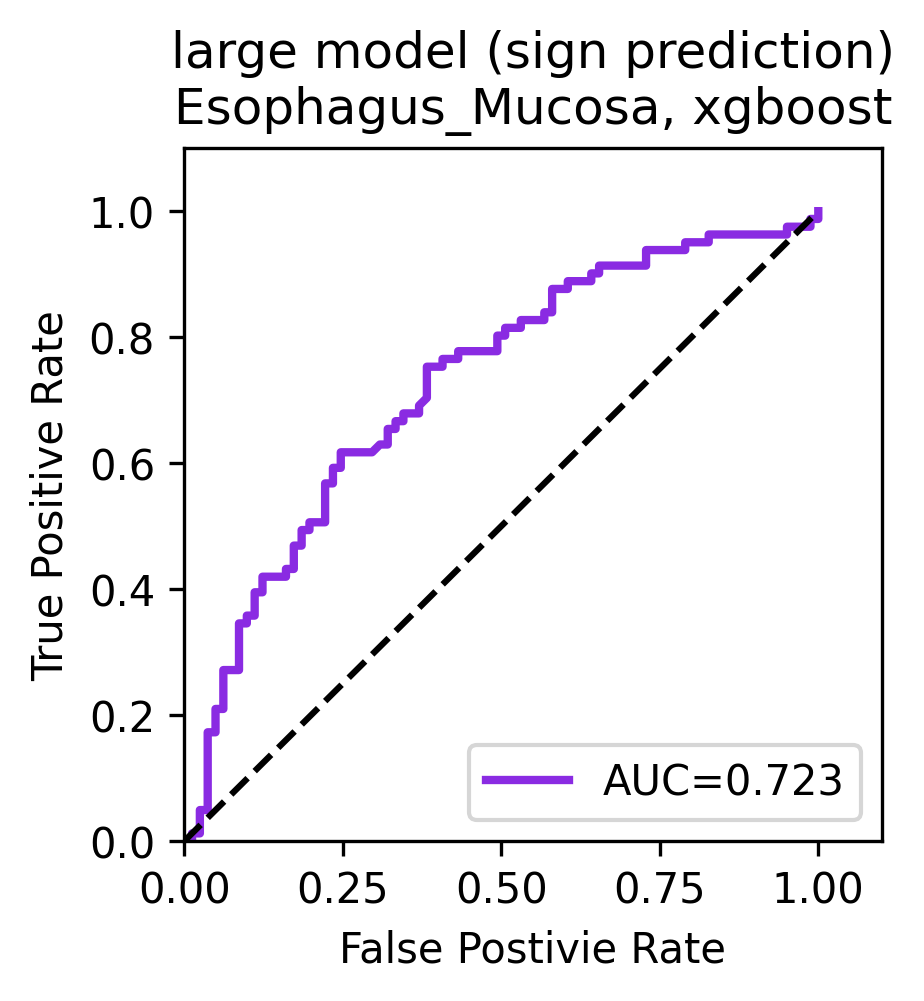 large model (sign prediction)
Esophagus_Mucosa, xgboost
1.0
0.8
0.6
0.4
0.2
0.0
True Positive Rate
AUC=0.723
0.00 0.25 0.50 0.75 1.00
False Postivie Rate